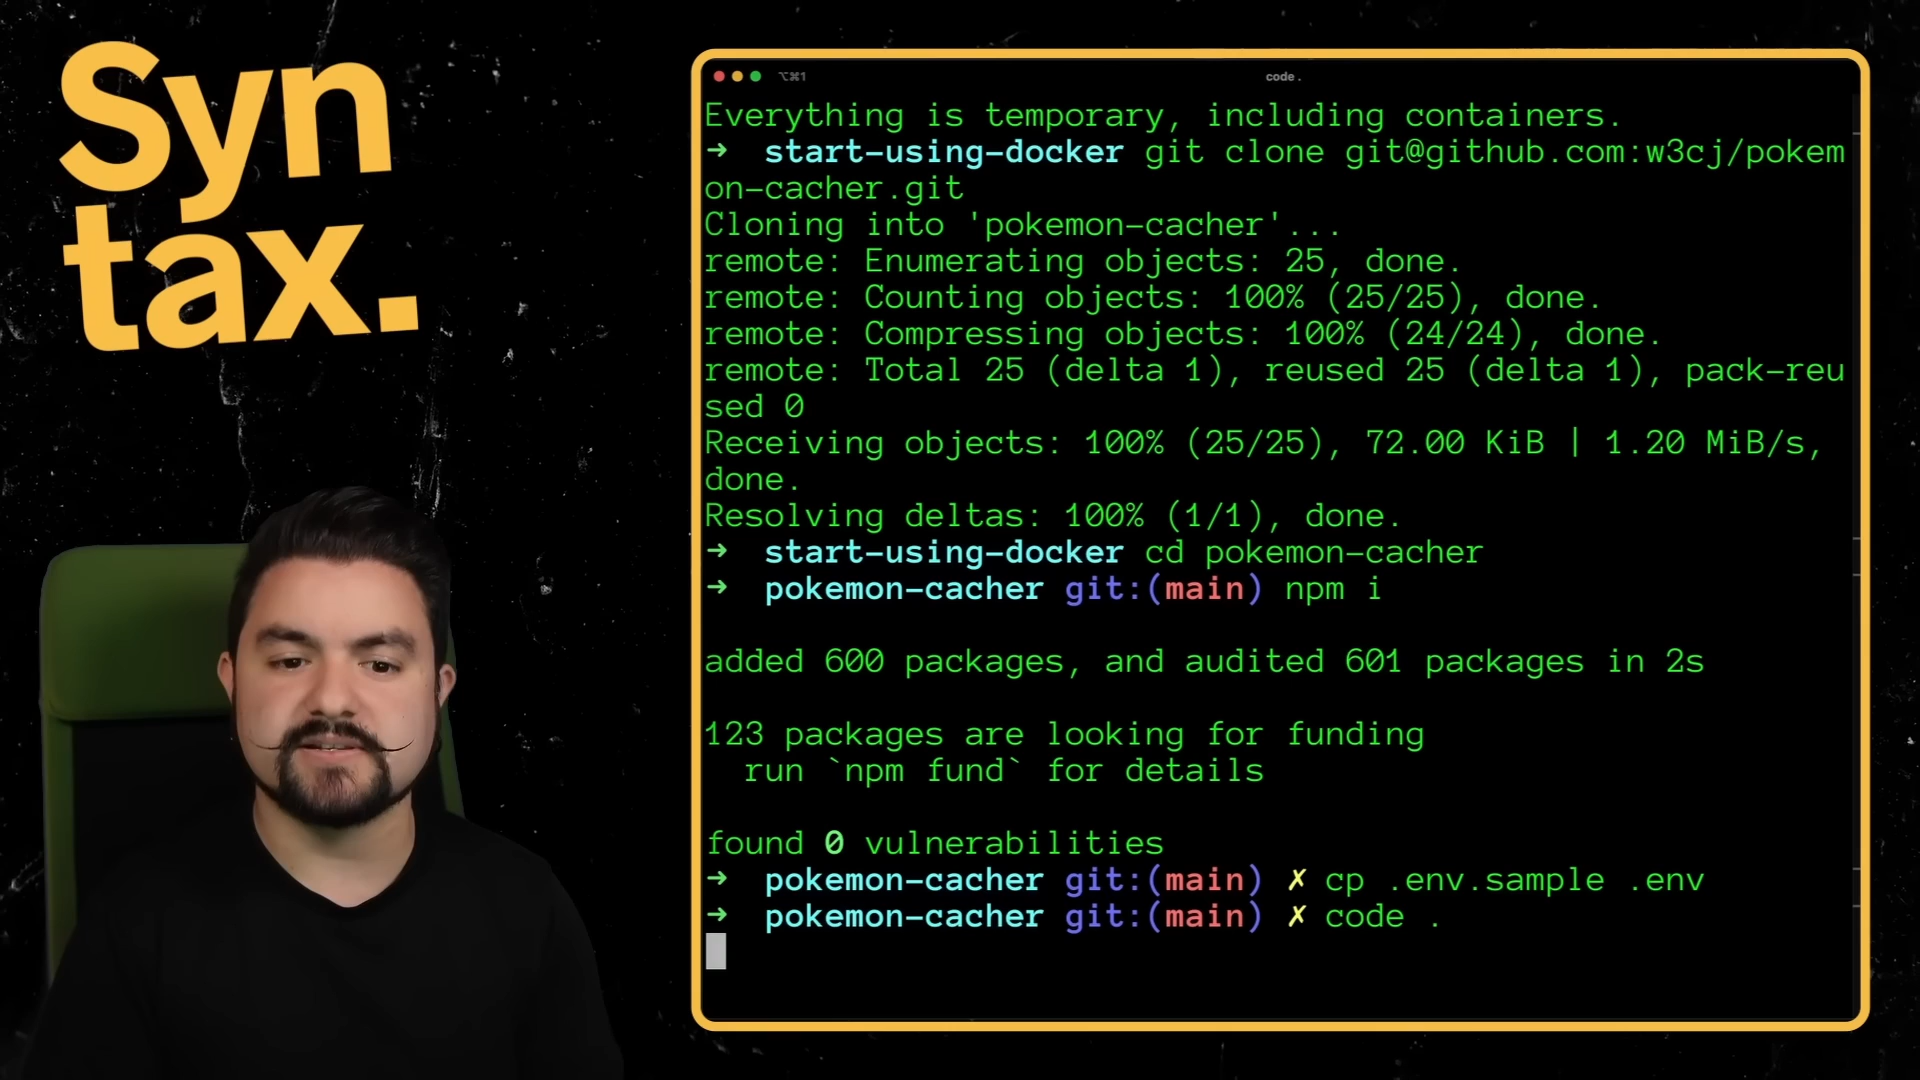 Syn
tax.
⌥⌘1
code .
Everything is temporary, including containers.
➜ start-using-docker git clone git@github.com:w3cj/pokem
on-cacher.git
Cloning into 'pokemon-cacher'...
remote: Enumerating objects: 25, done.
remote: Counting objects: 100% (25/25), done.
remote: Compressing objects: 100% (24/24), done.
remote: Total 25 (delta 1), reused 25 (delta 1), pack-reu
sed 0
Receiving objects: 100% (25/25), 72.00 KiB | 1.20 MiB/s,
done.
Resolving deltas: 100% (1/1), done.
➜ start-using-docker cd pokemon-cacher
➜ pokemon-cacher git:(main) npm i
added 600 packages, and audited 601 packages in 2s
123 packages are looking for funding
run `npm fund` for details
found 0 vulnerabilities
➜ pokemon-cacher git:(main) ✗ cp .env.sample .env
➜ pokemon-cacher git:(main) ✗ code .